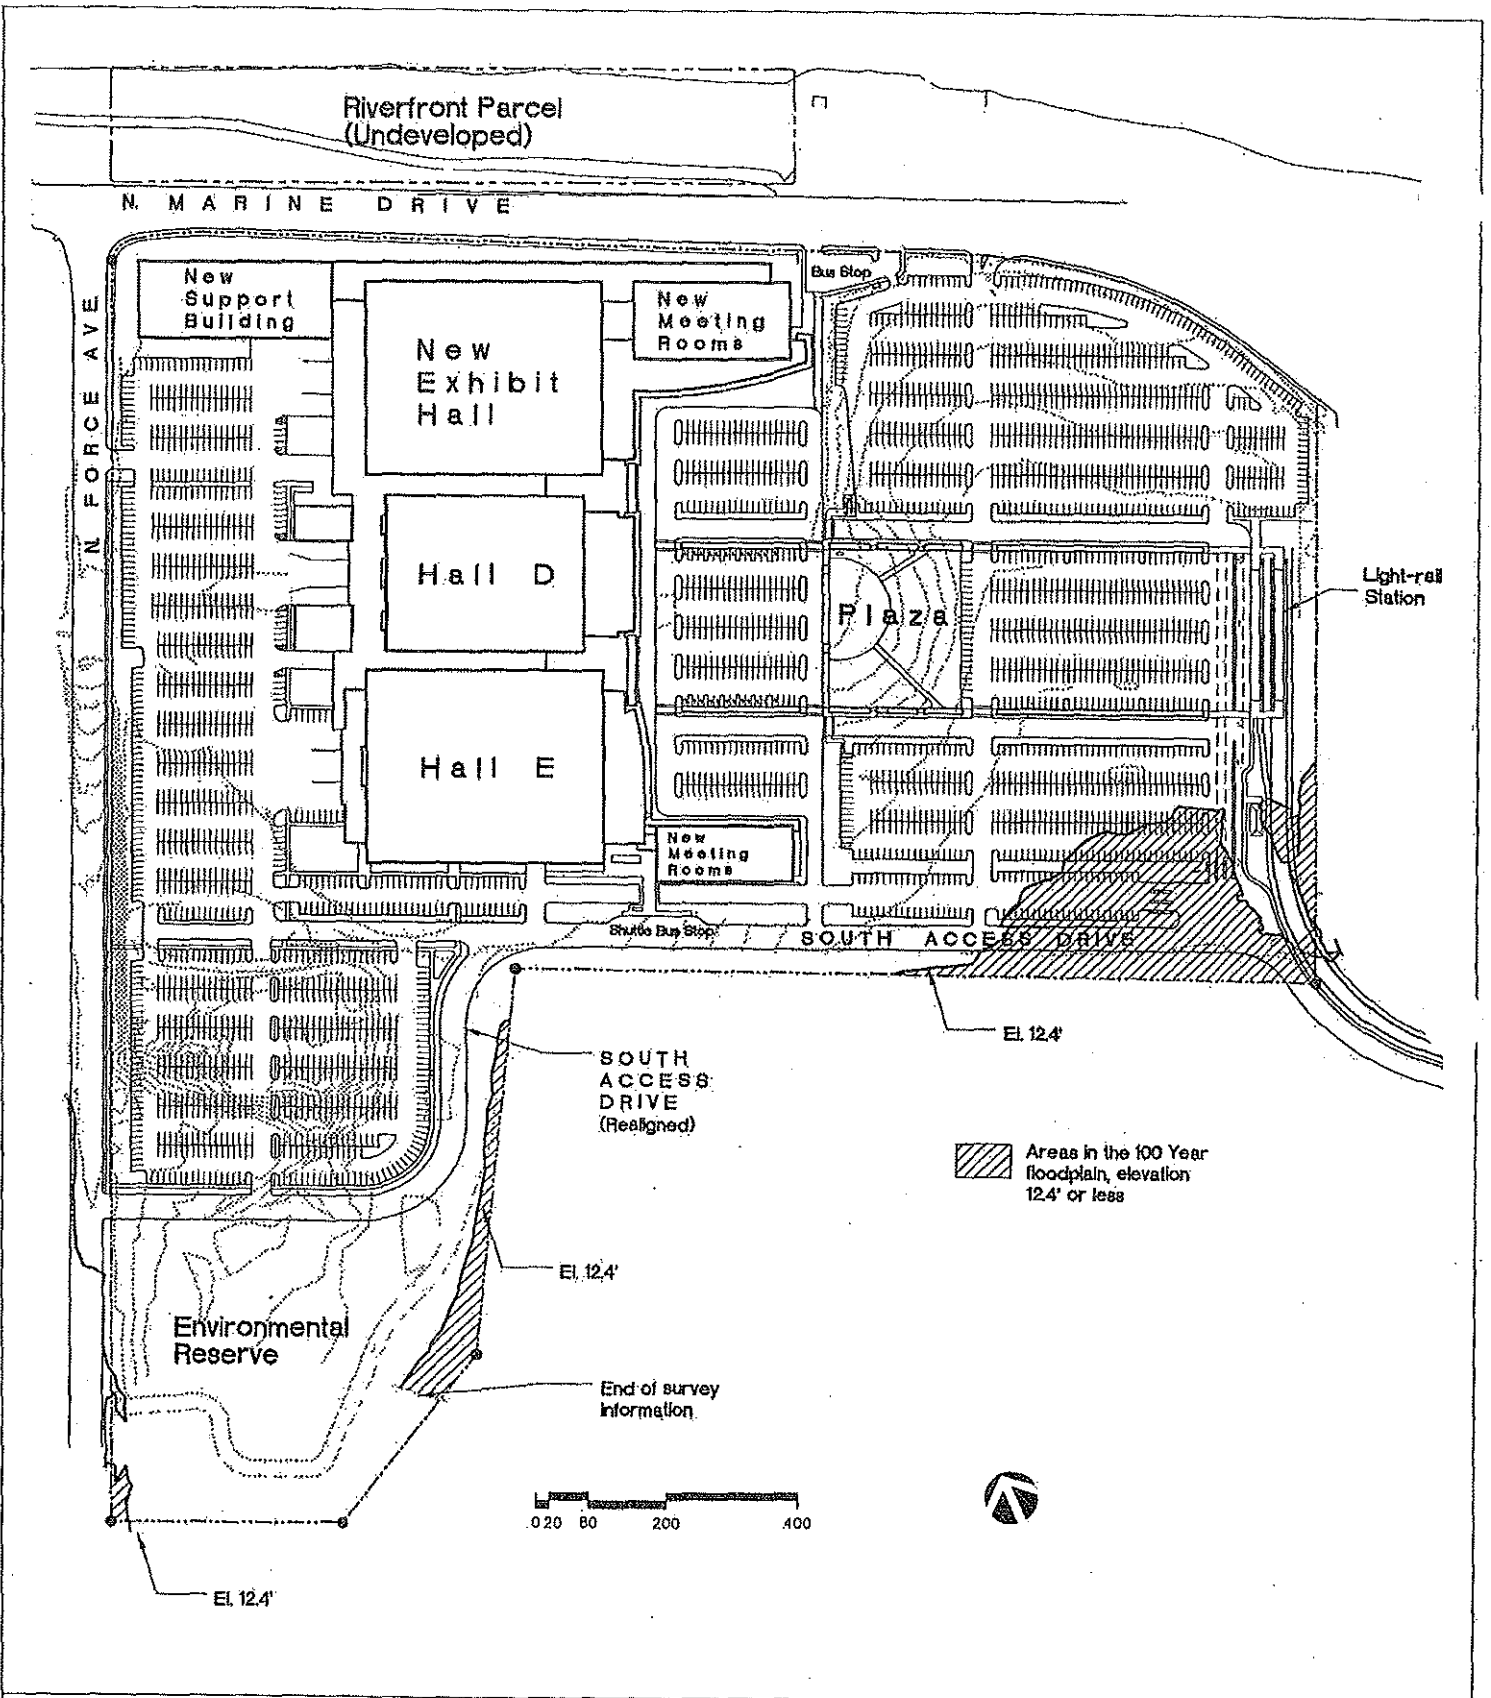 Riverfront Parcel
(Undeveloped)
N. MARINE DRIVE
Bus Stop
New
Support
Building
New
Meeting
Rooms
New
Exhibit
Hall
N FORCE AVE
Hall D
Light-rail
Station
Plaza
Hall E
New
Meeting
Rooms
Shuttle Bus Stop
SOUTH ACCESS DRIVE
El. 12.4'
SOUTH
ACCESS
DRIVE
(Realigned)
Areas in the 100 Year
floodplain, elevation
12.4' or less
El. 12.4'
Environmental
Reserve
End of survey
information
0 20 80 200 400
El. 12.4'